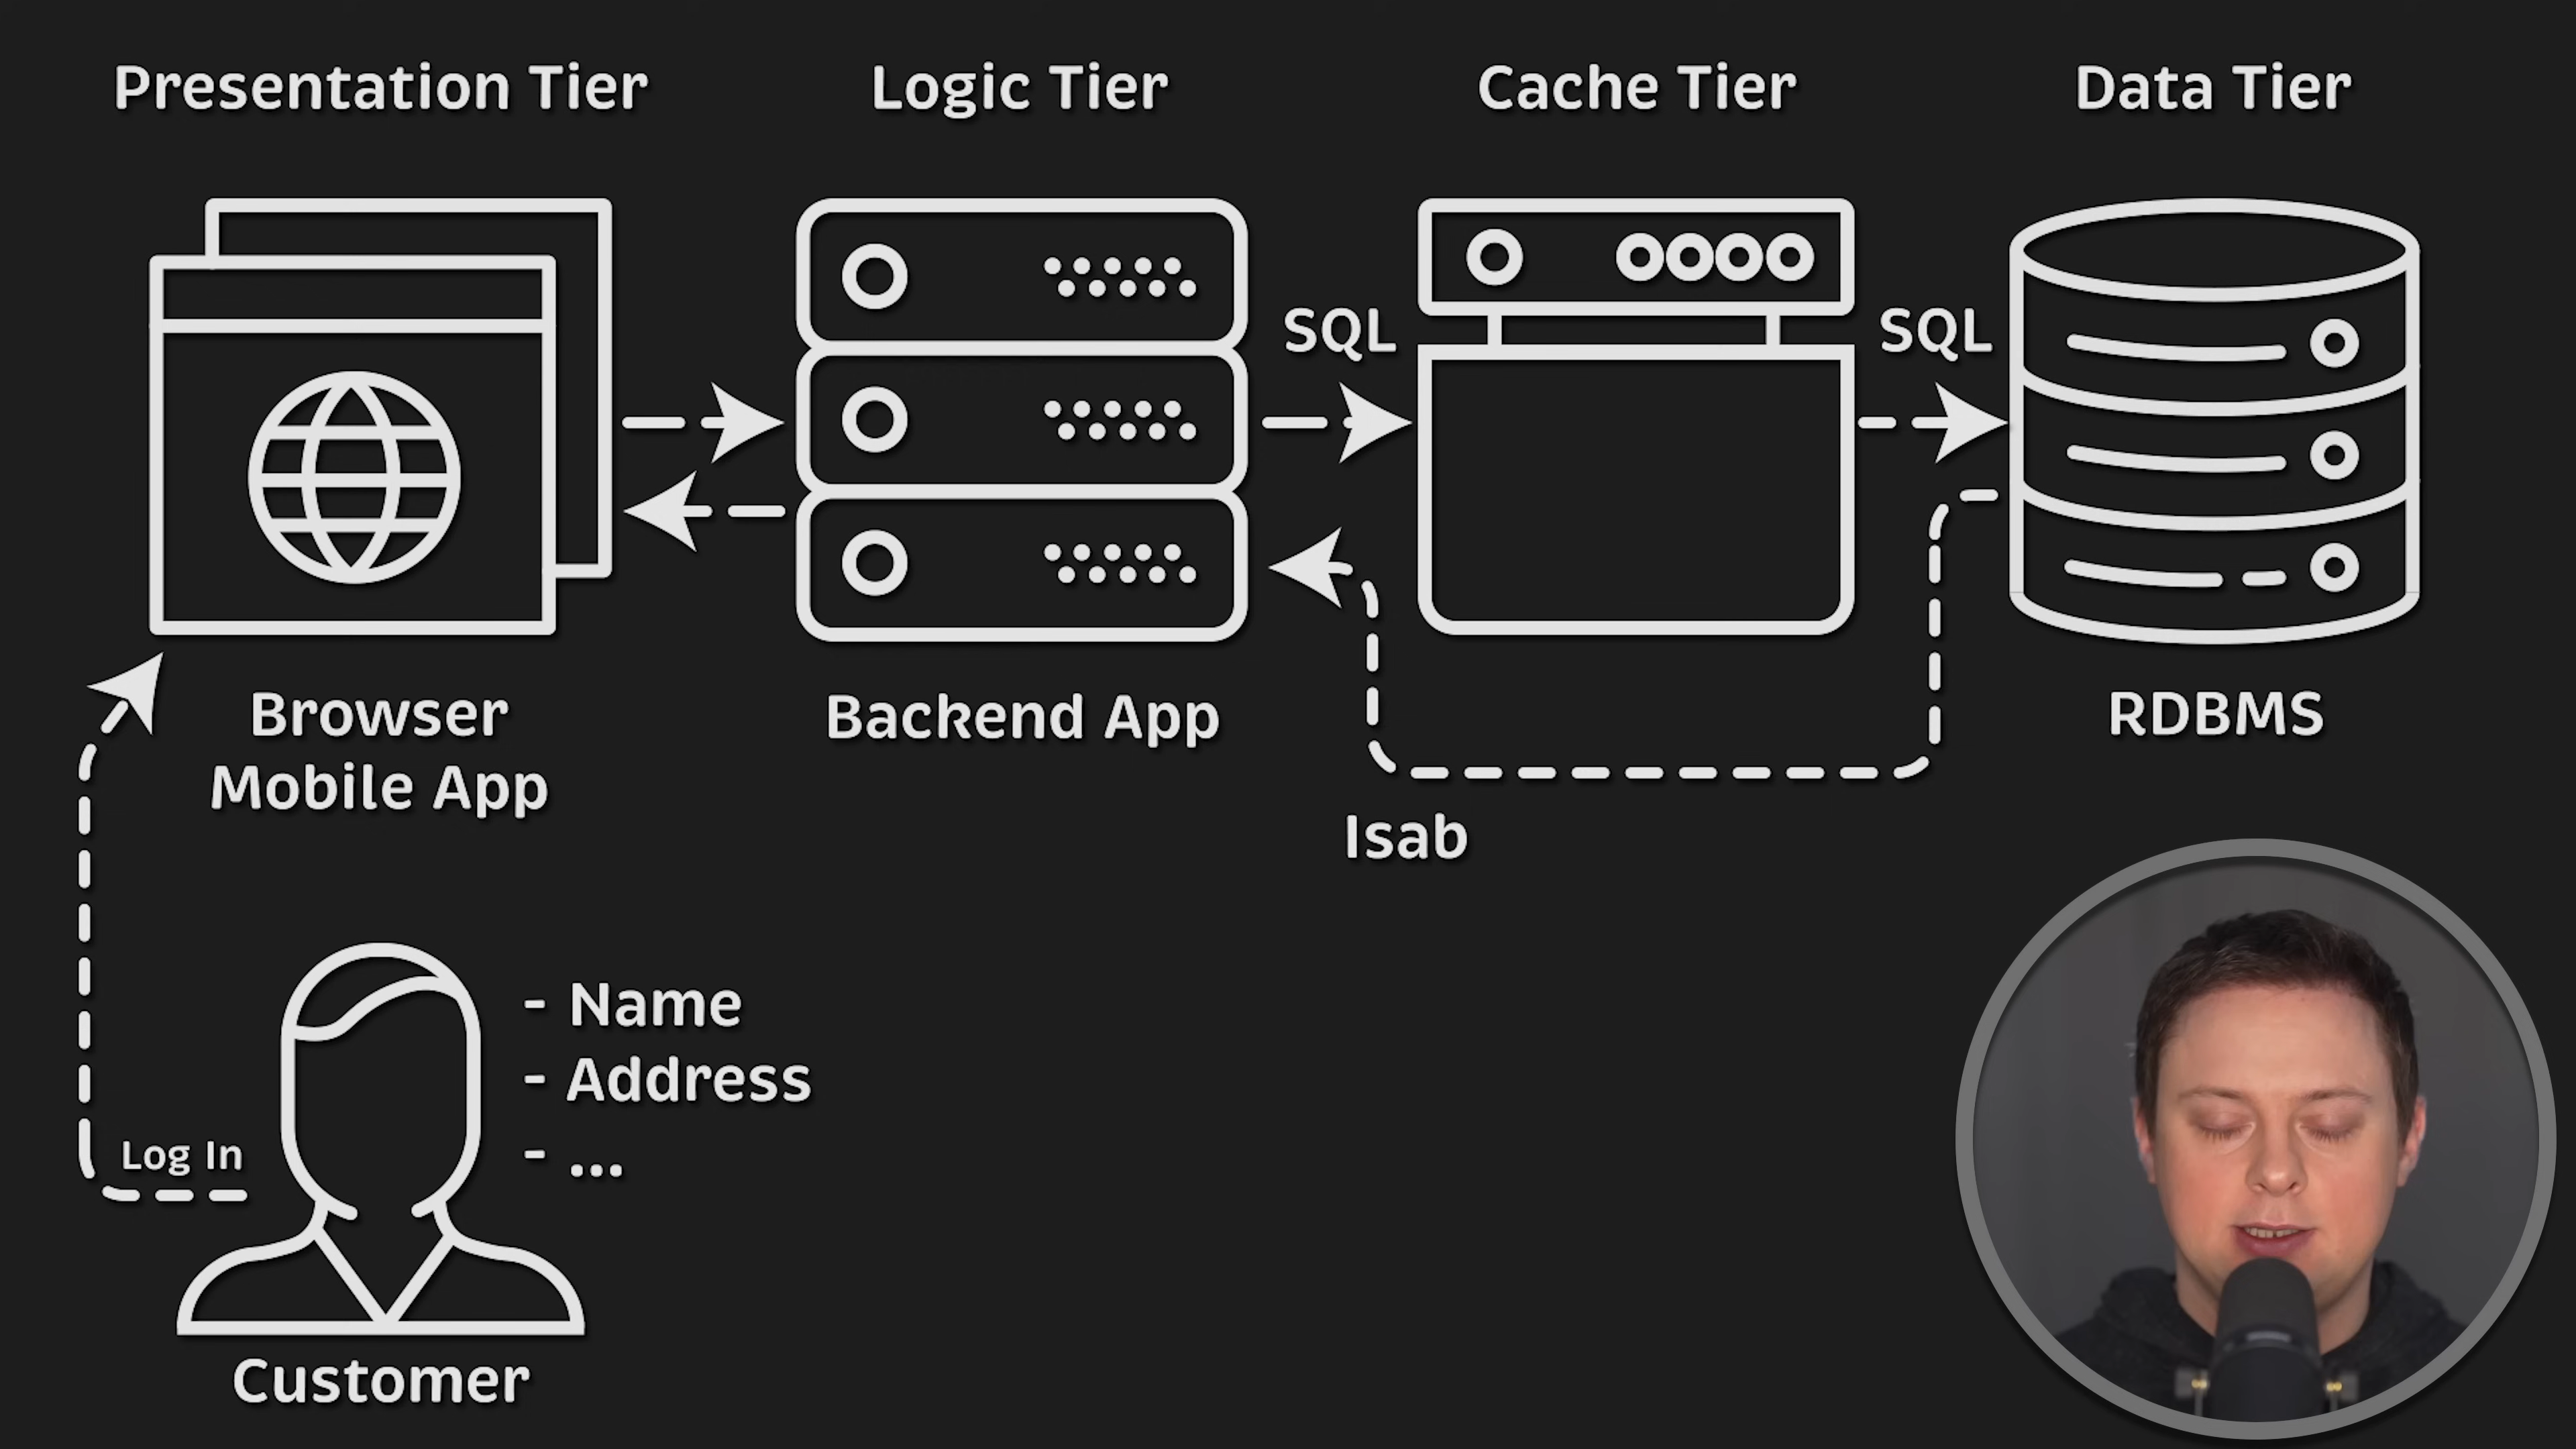 Presentation Tier
Logic Tier
Cache Tier
Data Tier
SQL
SQL
Browser
Mobile App
Backend App
RDBMS
Isab
- Name
- Address
- ...
Log In
Customer